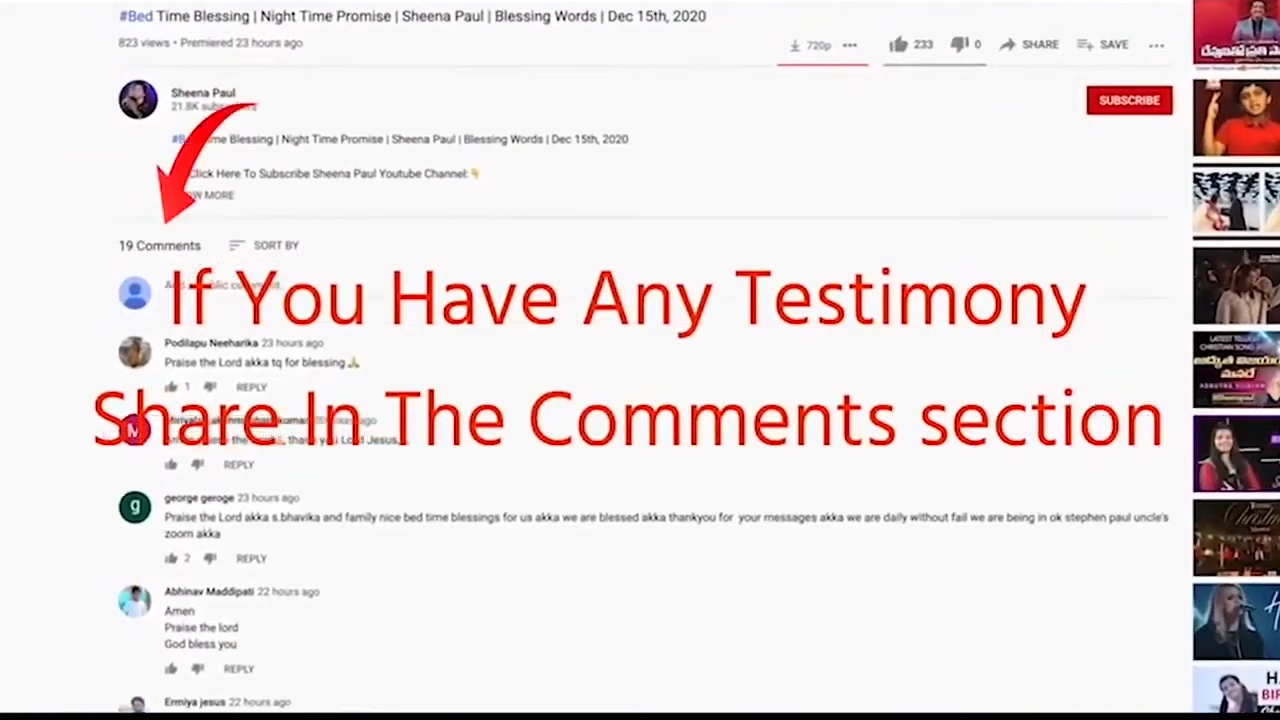 #Bed Time Blessing | Night Time Promise | Sheena Paul | Blessing Words | Dec 15th, 2020
823 views • Premiered 23 hours ago
720p
233
0
SHARE
SAVE
Sheena Paul
21.8K
SUBSCRIBE
Time Blessing | Night Time Promise | Sheena Paul | Blessing Words | Dec 15th, 2020
Click Here To Subscribe Sheena Paul Youtube Channel:👇
MORE
19 Comments
SORT BY
If You Have Any Testimony
Share In The Comments section
Podilapu Neeharika 23 hours ago
Praise the Lord akka tq for blessing🙏
1
REPLY
M
REPLY
g
george geroge 23 hours ago
Praise the Lord akka s.bhavika and family nice bed time blessings for us akka we are blessed akka thankyou for your messages akka we are daily without fail we are being in ok stephen paul uncle's
zoom akka
2
REPLY
Abhinav Maddipati 22 hours ago
Amen
Praise the lord
God bless you
REPLY
Ermiya jesus 22 hours ago